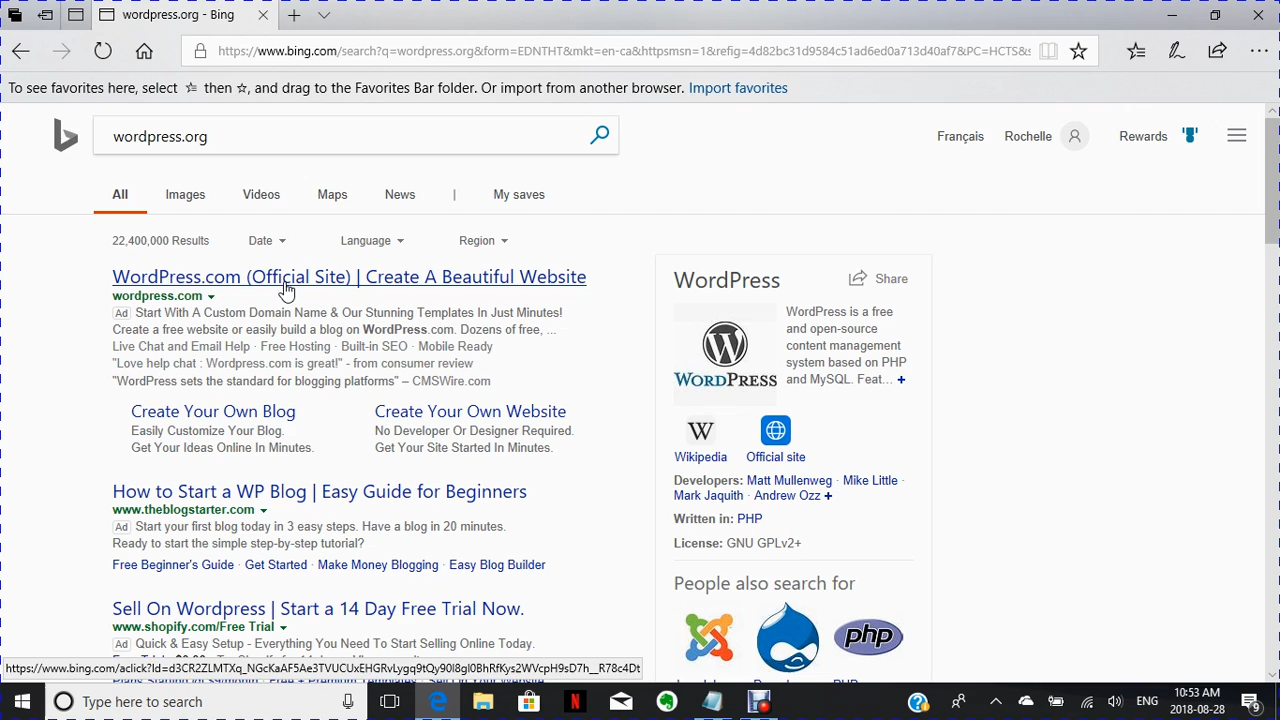 wordpress.org - Bing
https://www.bing.com/search?q=wordpress.org&form=EDNTHT&mkt=en-ca&httpsmsn=1&refig=4d82bc31d9584c51ad6ed0a713d40af7&PC=HCTS&s
To see favorites here, select ☆ then ☆, and drag to the Favorites Bar folder. Or import from another browser. Import favorites
wordpress.org
Français Rochelle Rewards
All Images Videos Maps News | My saves
22,400,000 Results Date Language Region
WordPress.com (Official Site) | Create A Beautiful Website
wordpress.com
Ad Start With A Custom Domain Name & Our Stunning Templates In Just Minutes!
Create a free website or easily build a blog on WordPress.com. Dozens of free, ...
Live Chat and Email Help · Free Hosting · Built-in SEO · Mobile Ready
"Love help chat : Wordpress.com is great!" - from consumer review
"WordPress sets the standard for blogging platforms" – CMSWire.com
Create Your Own Blog
Easily Customize Your Blog.
Get Your Ideas Online In Minutes.
Create Your Own Website
No Developer Or Designer Required.
Get Your Site Started In Minutes.
How to Start a WP Blog | Easy Guide for Beginners
www.theblogstarter.com
Ad Start your first blog today in 3 easy steps. Have a blog in 20 minutes.
Ready to start the simple step-by-step tutorial?
Free Beginner's Guide · Get Started · Make Money Blogging · Easy Blog Builder
Sell On Wordpress | Start a 14 Day Free Trial Now.
www.shopify.com/Free Trial
Ad Quick & Easy Setup - Everything You Need To Start Selling Online Today.
WordPress
Share
WORDPRESS
WordPress is a free
and open-source
content management
system based on PHP
and MySQL. Feat... +
W
Wikipedia Official site
Developers: Matt Mullenweg · Mike Little ·
Mark Jaquith · Andrew Ozz +
Written in: PHP
License: GNU GPLv2+
People also search for
php
Type here to search
ENG
10:53 AM
2018-08-28
9